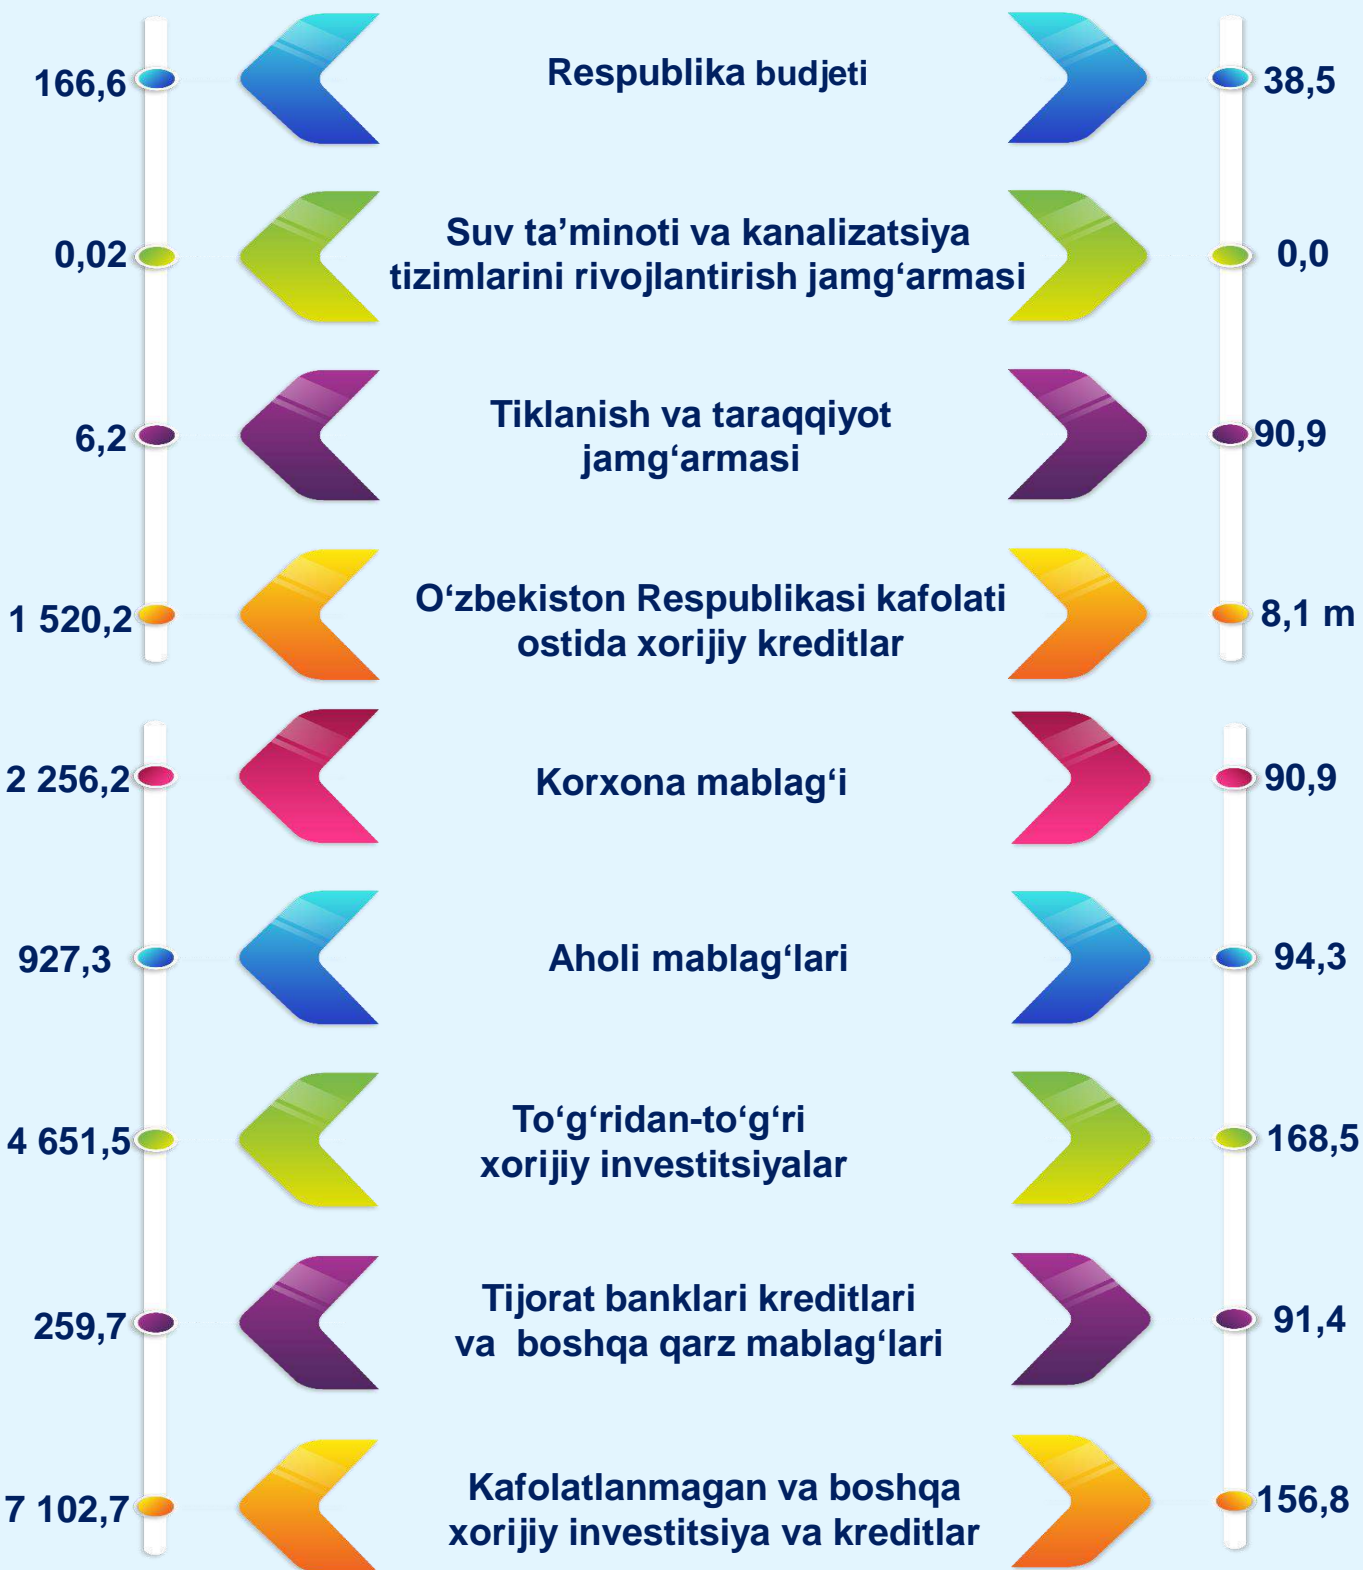 166,6
Respublika budjeti
38,5
0,02
Suv ta’minoti va kanalizatsiya
tizimlarini rivojlantirish jamg‘armasi
0,0
6,2
Tiklanish va taraqqiyot
jamg‘armasi
90,9
1 520,2
O‘zbekiston Respublikasi kafolati
ostida xorijiy kreditlar
8,1 m
2 256,2
Korxona mablag‘i
90,9
927,3
Aholi mablag‘lari
94,3
4 651,5
To‘g‘ridan-to‘g‘ri
xorijiy investitsiyalar
168,5
259,7
Tijorat banklari kreditlari
va boshqa qarz mablag‘lari
91,4
7 102,7
Kafolatlanmagan va boshqa
xorijiy investitsiya va kreditlar
156,8